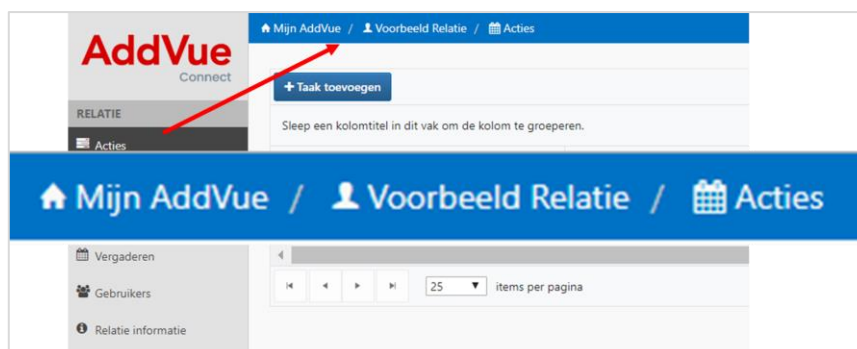 AddVue
Connect
Mijn AddVue / Voorbeeld Relatie / Acties
+ Taak toevoegen
RELATIE
Sleep een kolomtitel in dit vak om de kolom te groeperen.
Acties
Mijn AddVue / Voorbeeld Relatie / Acties
Vergaderen
Gebruikers
25 items per pagina
Relatie informatie